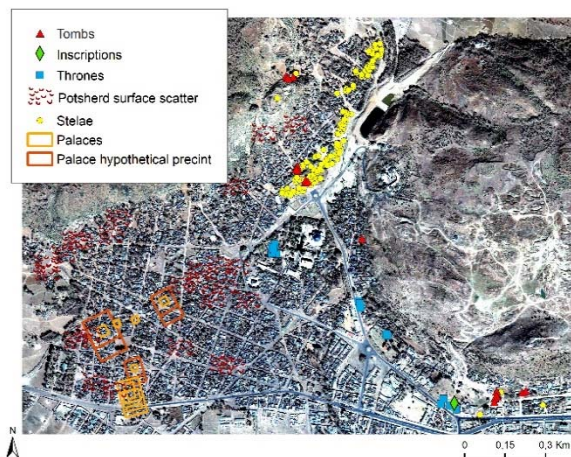 Tombs
Inscriptions
Thrones
Potsherd surface scatter
Stelae
Palaces
Palace hypothetical precint
N
0 0,15 0,3 Km